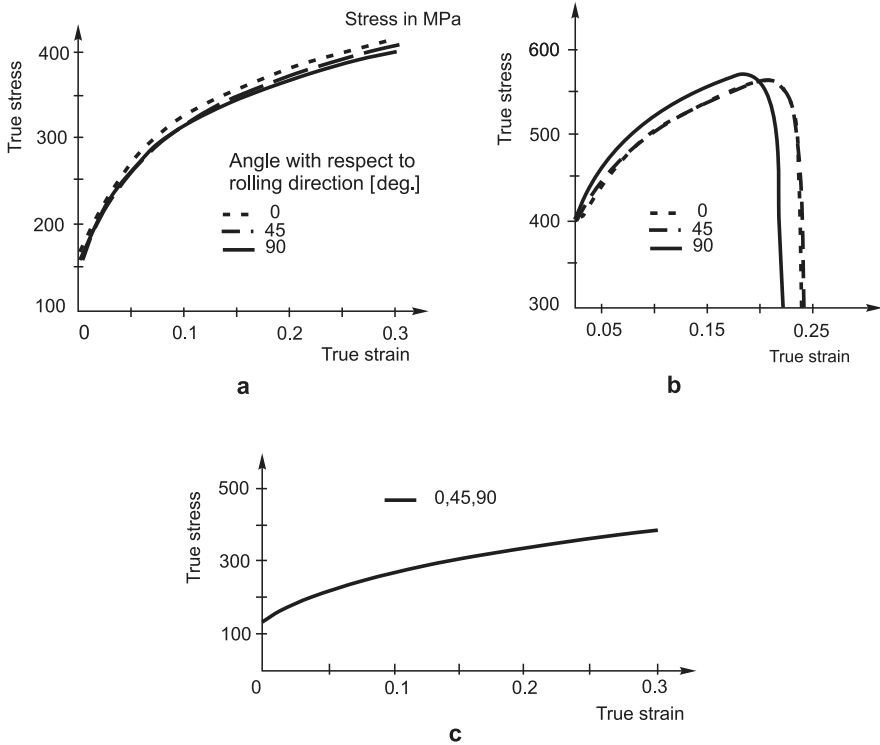 Stress in MPa
True stress
400
300
200
100
Angle with respect to
rolling direction [deg.]
0
45
90
0
0.1
0.2
0.3
True strain
a
True stress
600
500
400
300
0
45
90
0.05
0.15
0.25
True strain
b
True stress
500
300
100
0,45,90
0
0.1
0.2
0.3
True strain
c